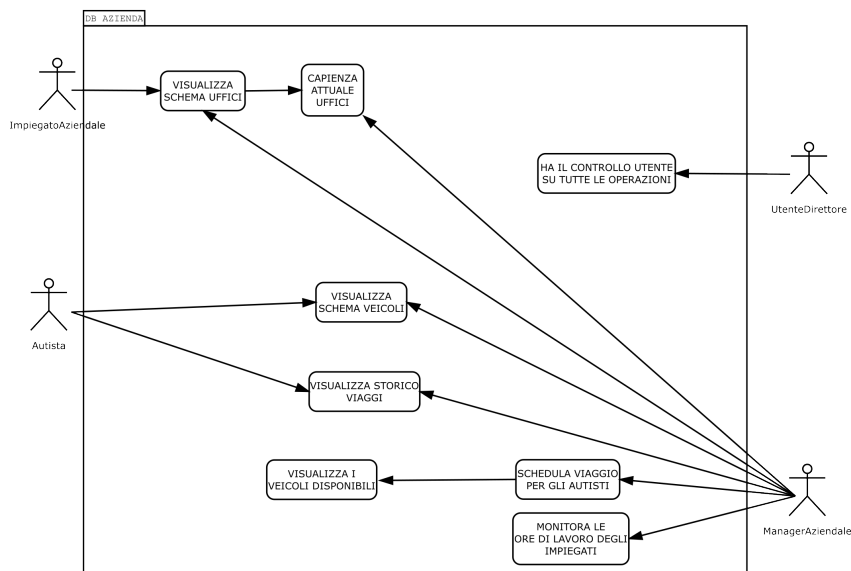 DB AZIENDA
VISUALIZZA
SCHEMA UFFICI
CAPIENZA
ATTUALE
UFFICI
ImpiegatoAziendale
HA IL CONTROLLO UTENTE
SU TUTTE LE OPERAZIONI
UtenteDirettore
VISUALIZZA
SCHEMA VEICOLI
Autista
VISUALIZZA STORICO
VIAGGI
VISUALIZZA I
VEICOLI DISPONIBILI
SCHEDULA VIAGGIO
PER GLI AUTISTI
ManagerAziendale
MONITORA LE
ORE DI LAVORO DEGLI
IMPIEGATI